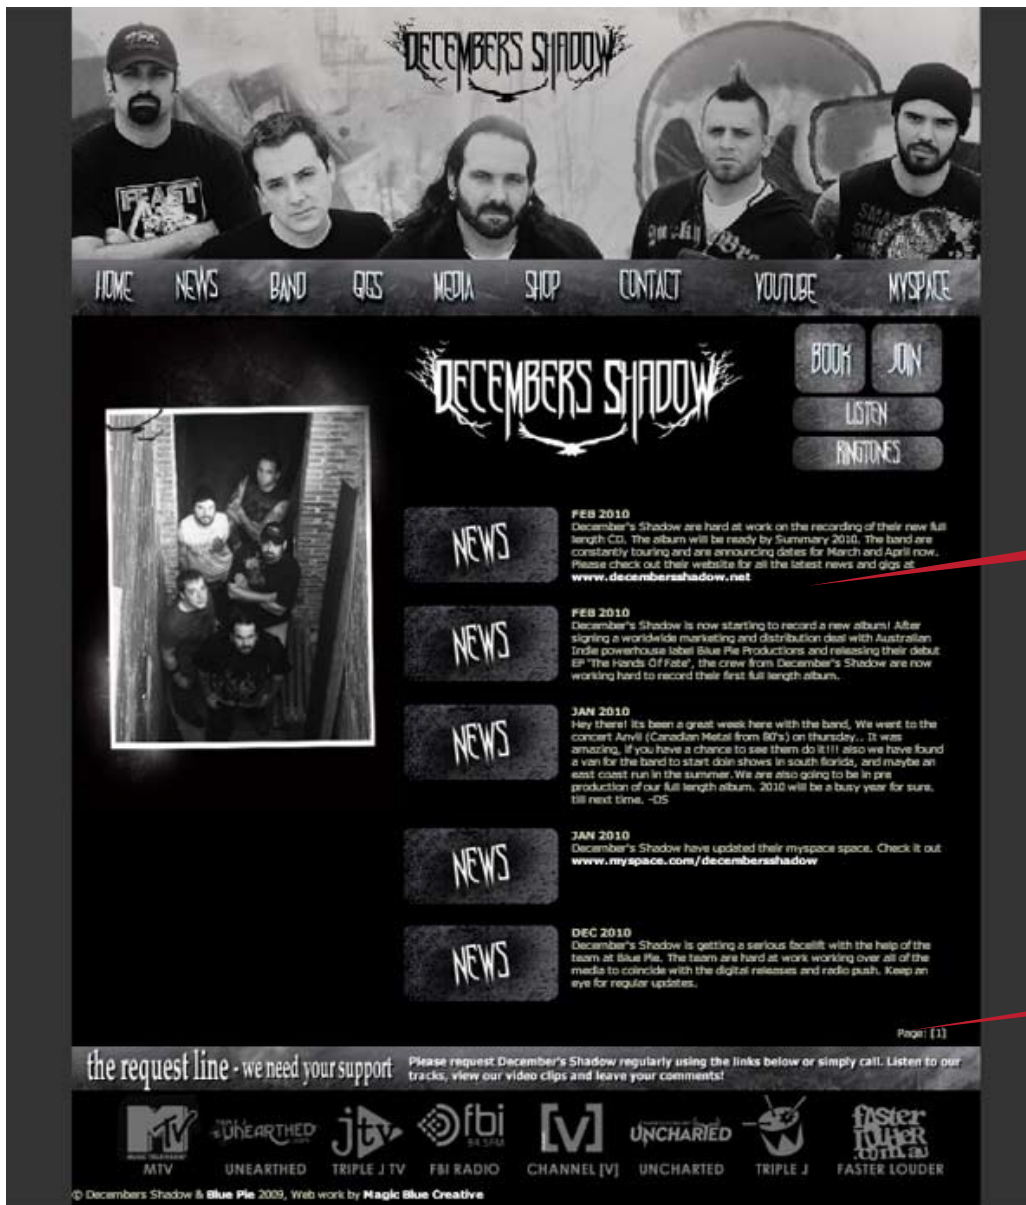 DECEMBERS SHADOW
FEAST
HOME NEWS BAND GIGS MEDIA SHOP CONTACT YOUTUBE MYSPACE
DECEMBERS SHADOW
BOOK JOIN
LISTEN
RINGTONES
NEWS
FEB 2010
December's Shadow are hard at work on the recording of their new full
length CD. The album will be ready by Summary 2010. The band are
constantly touring and are announcing dates for March and April now.
Please check out their website for all the latest news and gigs at
www.decembersshadow.net
NEWS
FEB 2010
December's Shadow is now starting to record a new album! After
signing a worldwide marketing and distribution deal with Australian
Indie powerhouse label Blue Pie Productions and releasing their debut
EP 'The Hands Of Fate', the crew from December's Shadow are now
working hard to record their first full length album.
NEWS
JAN 2010
Hey there! its been a great week here with the band, We went to the
concert Anvil (Canadian Metal from 80's) on thursday.. It was
amazing, if you have a chance to see them do it!!! also we have found
a van for the band to start doin shows in south florida, and maybe an
east coast run in the summer. We are also going to be in pre
production of our full length album. 2010 will be a busy year for sure.
till next time. -DS
NEWS
JAN 2010
December's Shadow have updated their myspace space. Check it out
www.myspace.com/decembersshadow
NEWS
DEC 2010
December's Shadow is getting a serious facelift with the help of the
team at Blue Pie. The team are hard at work working over all of the
media to coincide with the digital releases and radio push. Keep an
eye for regular updates.
Page: [1]
the request line - we need your support
Please request December's Shadow regularly using the links below or simply call. Listen to our
tracks, view our video clips and leave your comments!
MTV UNEARTHED jtv fbi 94.5FM [V] UNCHARTED FASTER LOUDER .com.au
MUSIC TELEVISION
MTV UNEARTHED TRIPLE J TV FBI RADIO CHANNEL [V] UNCHARTED TRIPLE J FASTER LOUDER
© Decembers Shadow & Blue Pie 2009, Web work by Magic Blue Creative